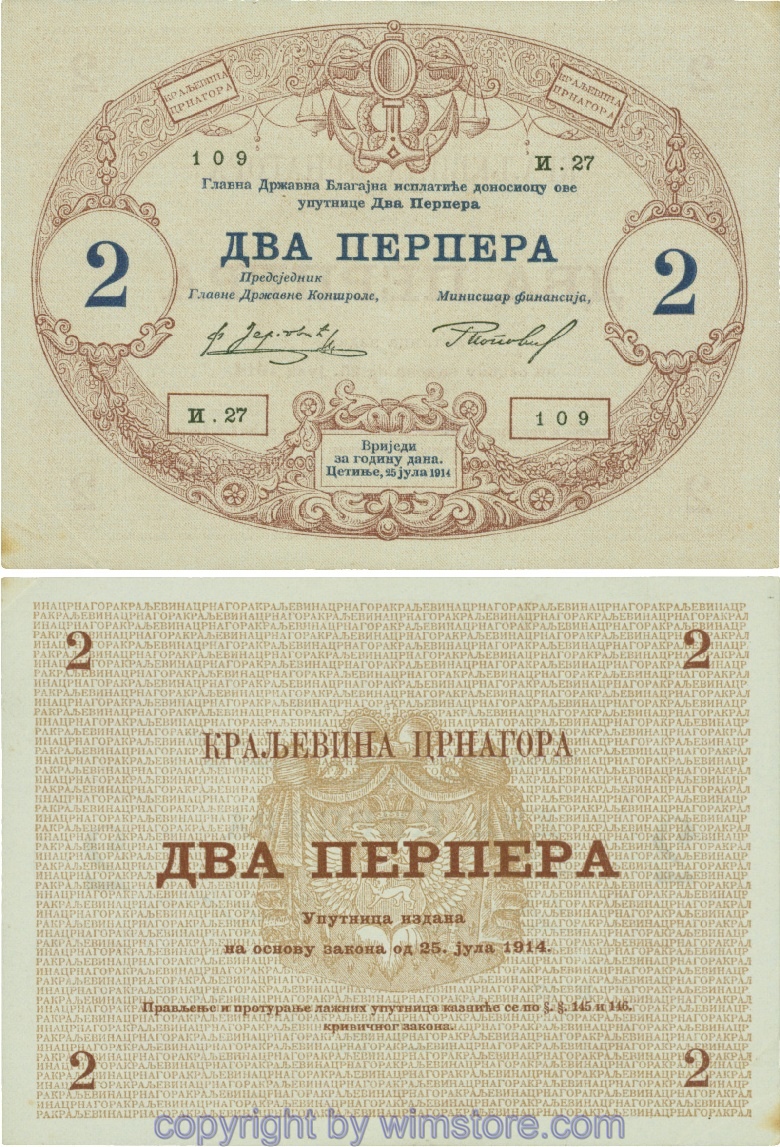 КРАЉЕВИНА
ЦРНАГОРА
КРАЉЕВИНА
ЦРНАГОРА
109 И.27
Главна Државна Благајна исплатиће доносиоцу ове
упутнице Два Перпера
ДВА ПЕРПЕРА
2 2
Предсједник
Главне Државне Контроле, Министар финансија,
И.27 109
Вриједи
за годину дана.
Цетиње, 25 јула 1914
2 2
КРАЉЕВИНА ЦРНАГОРА
ДВА ПЕРПЕРА
Упутница издана
на основу закона од 25. јула 1914.
Прављење и протурање лажних упутница казниће се по §. §. 145 и 146.
кривичног закона.
2 2
copyright by wimstore.com